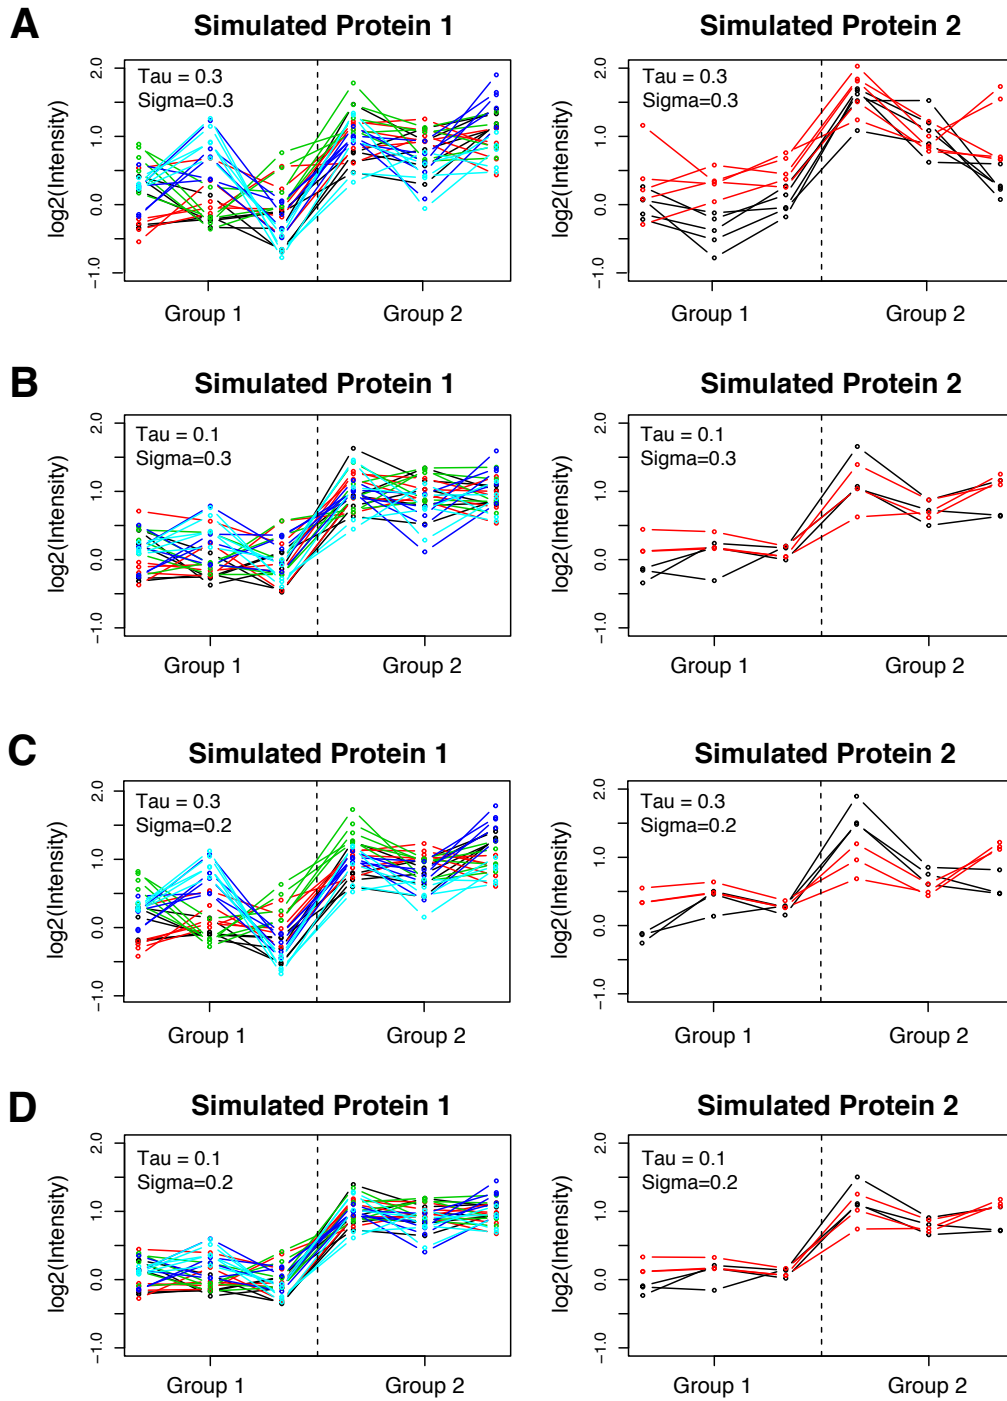 A
Simulated Protein 1
Simulated Protein 2
log2(Intensity)
2.0
1.0
0.0
−1.0
Tau = 0.3
Sigma=0.3
Group 1
Group 2
log2(Intensity)
2.0
1.0
0.0
−1.0
Tau = 0.3
Sigma=0.3
Group 1
Group 2
B
Simulated Protein 1
Simulated Protein 2
log2(Intensity)
2.0
1.0
0.0
−1.0
Tau = 0.1
Sigma=0.3
Group 1
Group 2
log2(Intensity)
2.0
1.0
0.0
−1.0
Tau = 0.1
Sigma=0.3
Group 1
Group 2
C
Simulated Protein 1
Simulated Protein 2
log2(Intensity)
2.0
1.0
0.0
−1.0
Tau = 0.3
Sigma=0.2
Group 1
Group 2
log2(Intensity)
2.0
1.0
0.0
−1.0
Tau = 0.3
Sigma=0.2
Group 1
Group 2
D
Simulated Protein 1
Simulated Protein 2
log2(Intensity)
2.0
1.0
0.0
−1.0
Tau = 0.1
Sigma=0.2
Group 1
Group 2
log2(Intensity)
2.0
1.0
0.0
−1.0
Tau = 0.1
Sigma=0.2
Group 1
Group 2